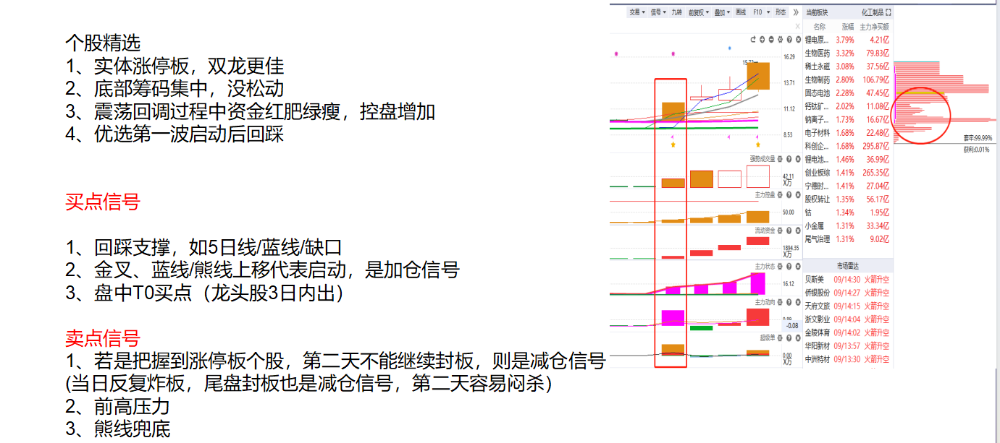 个股精选
1、实体涨停板，双龙更佳
2、底部筹码集中，没松动
3、震荡回调过程中资金红肥绿瘦，控盘增加
4、优选第一波启动后回踩
买点信号
1、回踩支撑，如5日线/蓝线/缺口
2、金叉、蓝线/熊线上移代表启动，是加仓信号
3、盘中T0买点（龙头股3日内出）
卖点信号
1、若是把握到涨停板个股，第二天不能继续封板，则是减仓信号
(当日反复炸板，尾盘封板也是减仓信号，第二天容易闷杀）
2、前高压力
3、熊线兜底
交易 信号 九转 前复权 叠加 画线 F10 形态
16.29
13.71
11.12
8.53
强势成交量
42.11
X万
主力控盘
50.00
流动资金
1894.35
X万
主力状态
16.12
主力动向
-0.08
超级单
0.00
X万
当前板块 化工制品
名称 涨幅 主力净买额
锂电原... 3.79% 4.21亿
生物医药 3.32% 79.83亿
稀土永磁 3.08% 37.56亿
生物制药 2.80% 106.79亿
固态电池 2.28% 47.45亿
钙钛矿... 2.02% 11.08亿
钠离子... 1.73% 16.67亿
电子材料 1.68% 22.48亿
科创企... 1.68% 295.87亿
锂电池... 1.46% 36.99亿
创业板综 1.41% 265.35亿
宁德时... 1.41% 27.04亿
股权转让 1.35% 56.17亿
钴 1.34% 1.95亿
小金属 1.31% 33.34亿
尾气治理 1.31% 9.02亿
市场雷达
贝斯美 09/14:30 火箭升空
侨银股份 09/14:27 火箭升空
天府文旅 09/14:15 火箭升空
浙文影业 09/14:04 火箭升空
金陵体育 09/14:02 火箭升空
华阳新材 09/13:57 火箭升空
中洲特材 09/13:30 火箭升空
套牢:99.99%
获利:0.01%